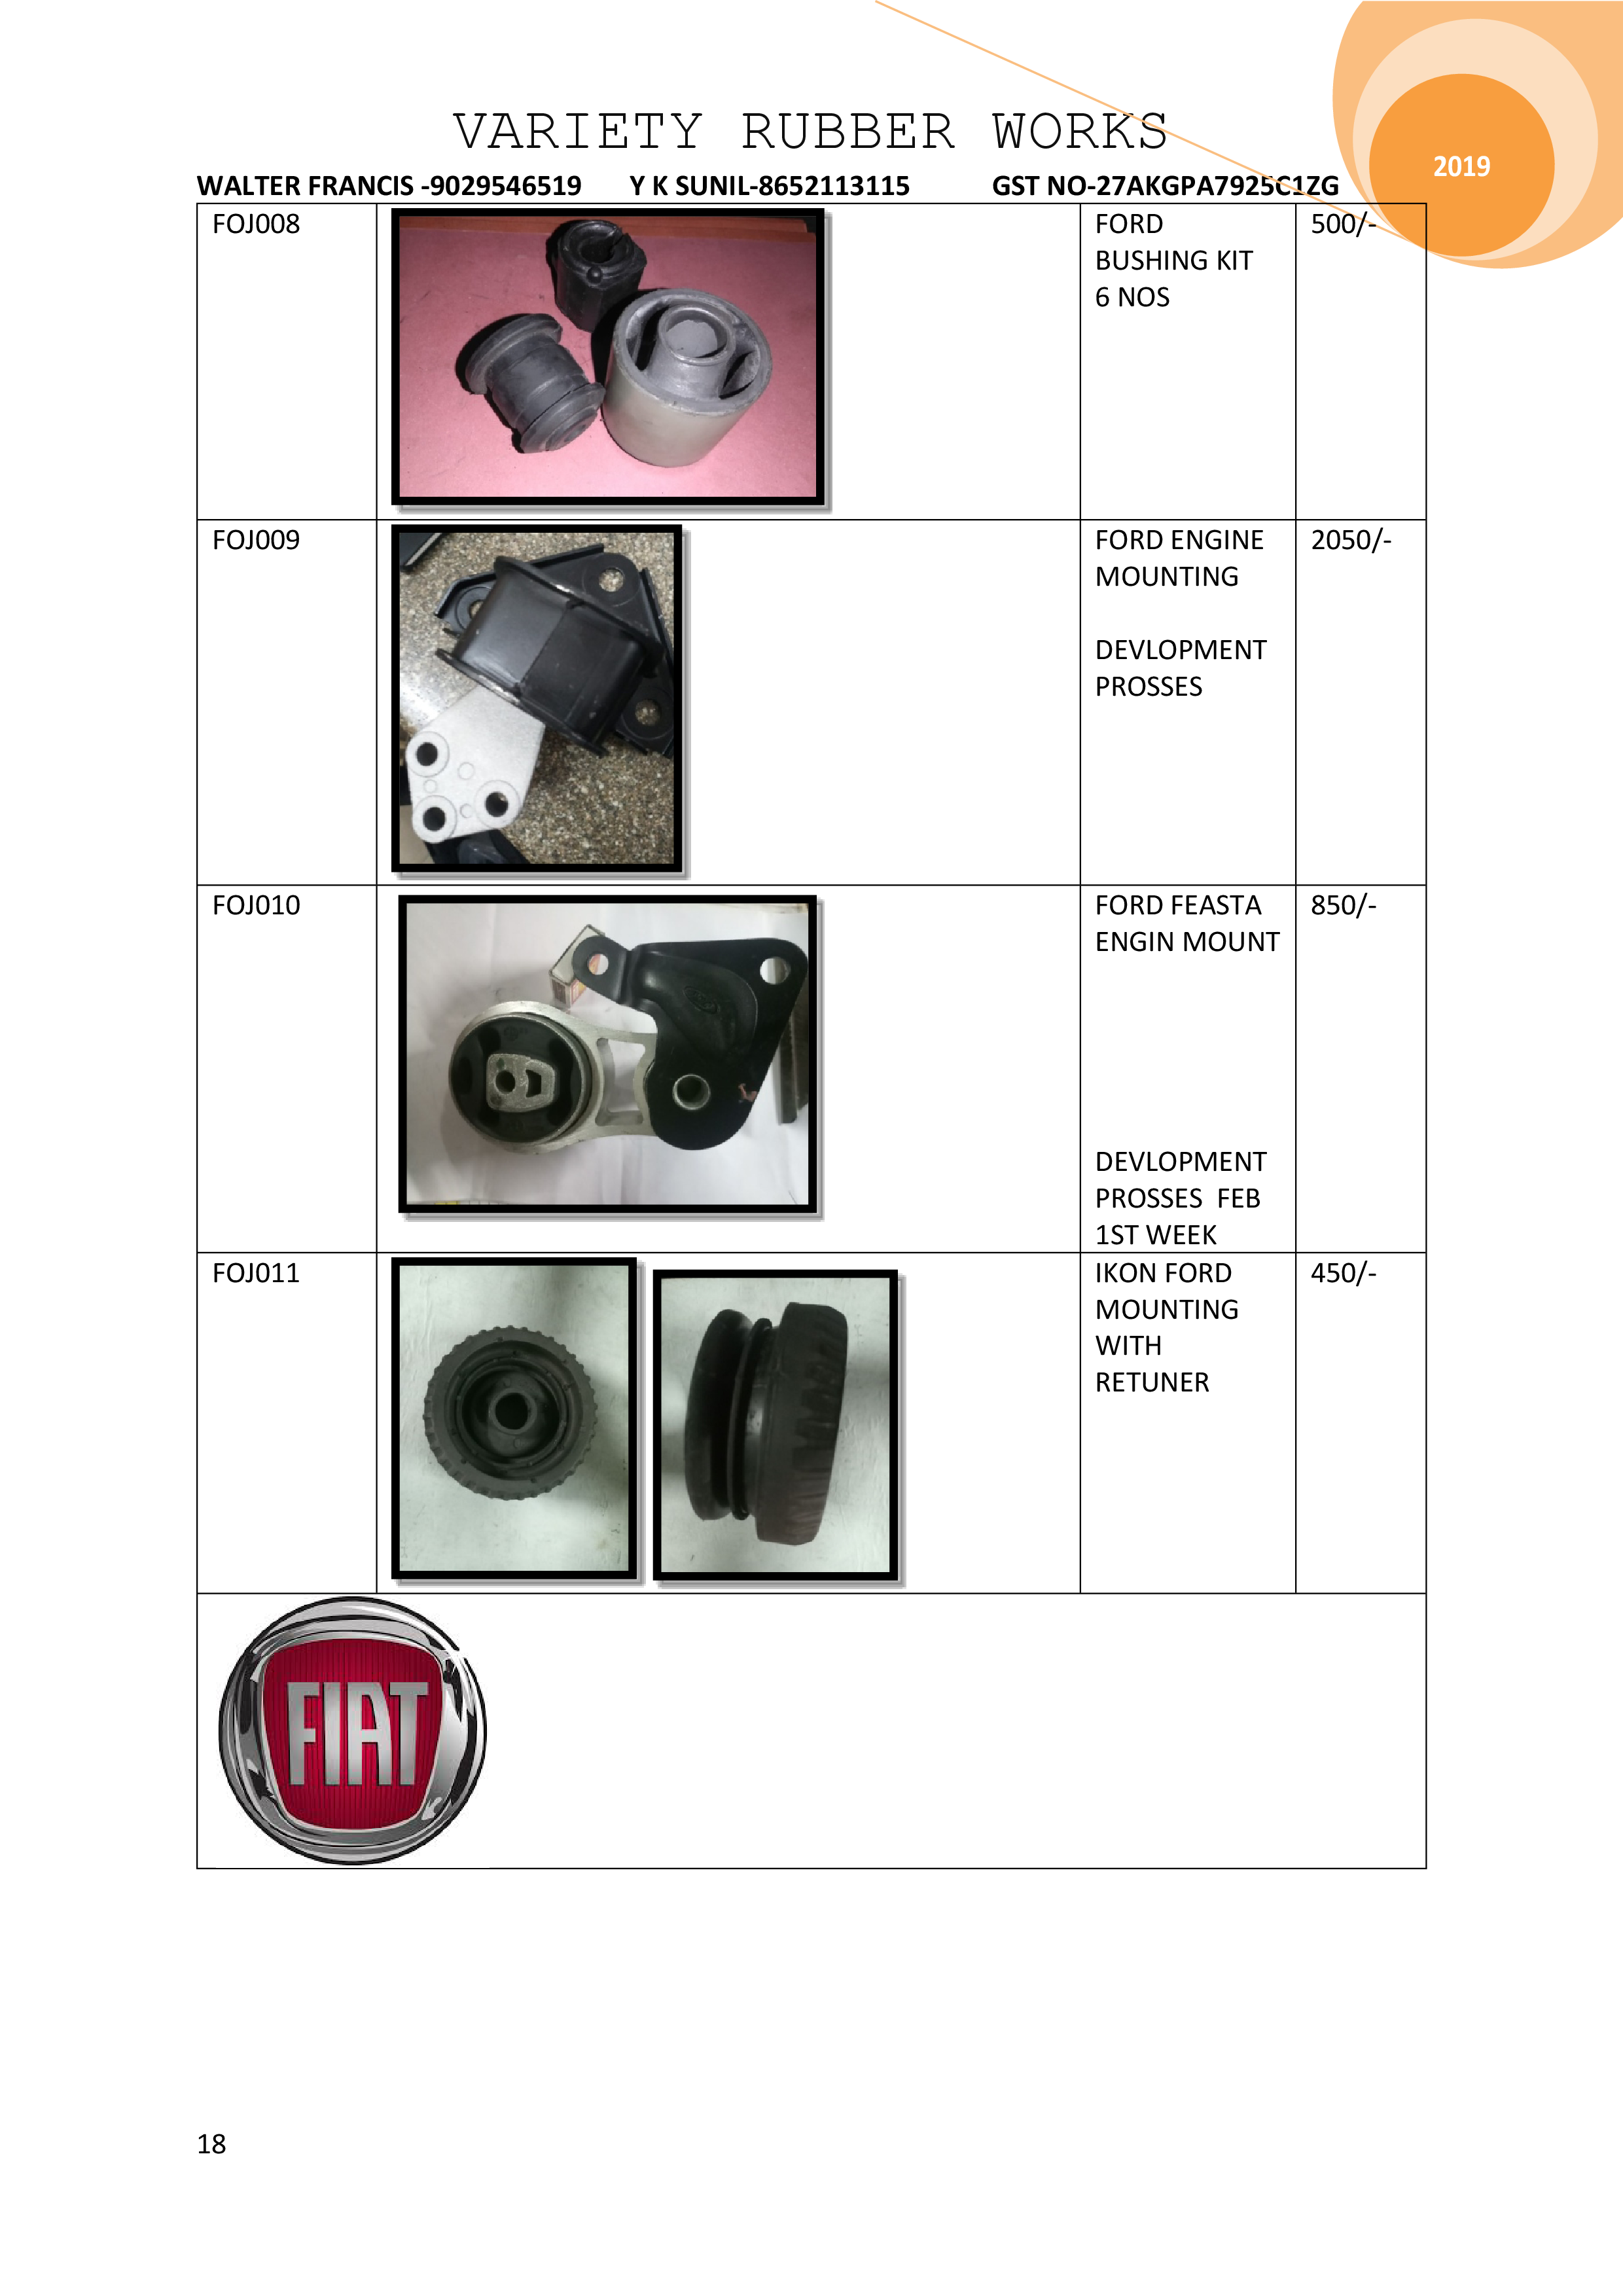 VARIETY RUBBER WORKS
2019
WALTER FRANCIS -9029546519 Y K SUNIL-8652113115 GST NO-27AKGPA7925C1ZG
FOJ008
FORD
BUSHING KIT
6 NOS
500/-
FOJ009
FORD ENGINE
MOUNTING
DEVLOPMENT
PROSSES
2050/-
FOJ010
FORD FEASTA
ENGIN MOUNT
DEVLOPMENT
PROSSES FEB
1ST WEEK
850/-
FOJ011
IKON FORD
MOUNTING
WITH
RETUNER
450/-
FIAT
18